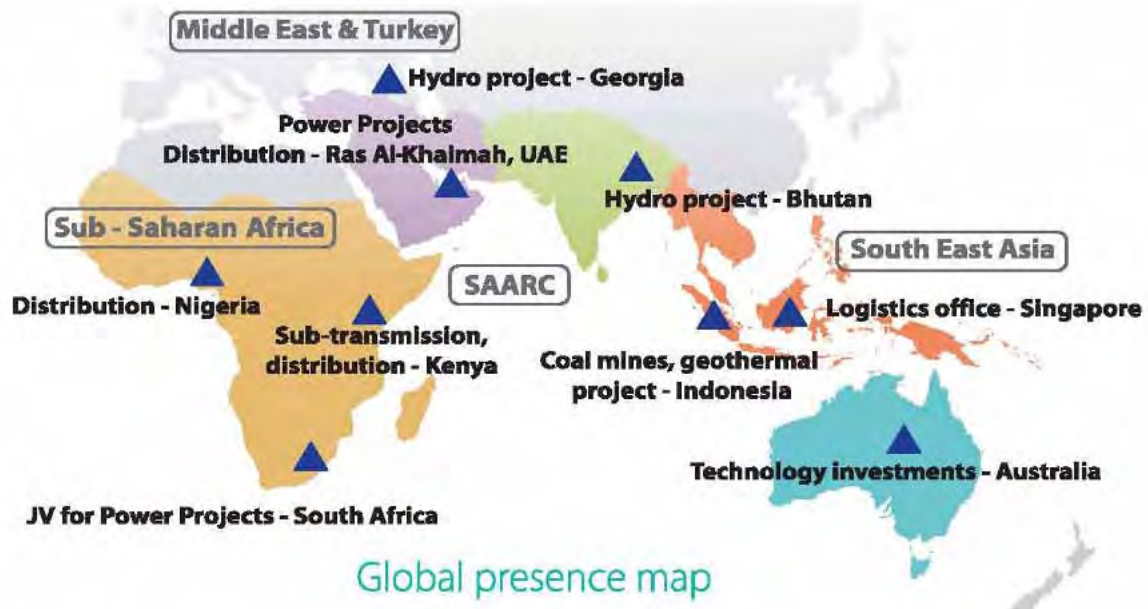 Middle East & Turkey
Hydro project - Georgia
Power Projects
Distribution - Ras Al-Khaimah, UAE
Hydro project - Bhutan
Sub - Saharan Africa
South East Asia
SAARC
Distribution - Nigeria
Logistics office - Singapore
Sub-transmission,
distribution - Kenya
Coal mines, geothermal
project - Indonesia
Technology investments - Australia
JV for Power Projects - South Africa
Global presence map